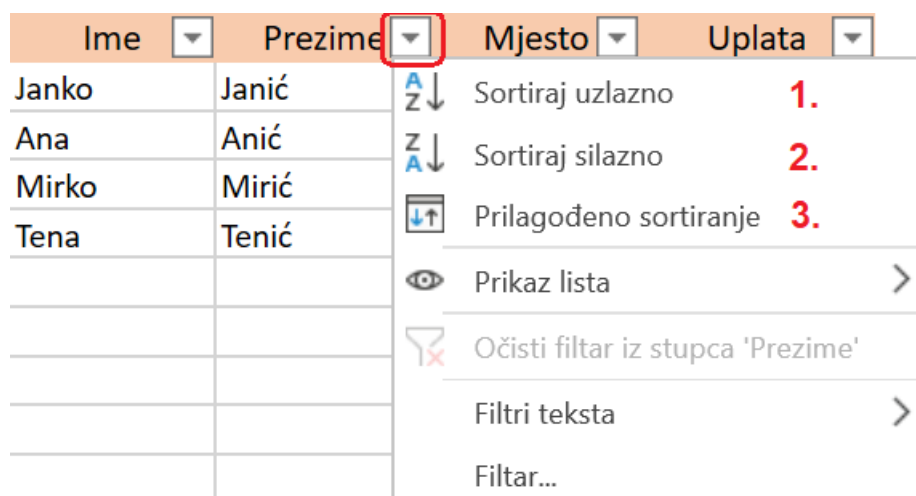 Ime Prezime Mjesto Uplata
Janko Janić
Ana Anić
Mirko Mirić
Tena Tenić
A
Z Sortiraj uzlazno 1.
Z
A Sortiraj silazno 2.
Prilagođeno sortiranje 3.
Prikaz lista
Očisti filtar iz stupca 'Prezime'
Filtri teksta
Filtar...